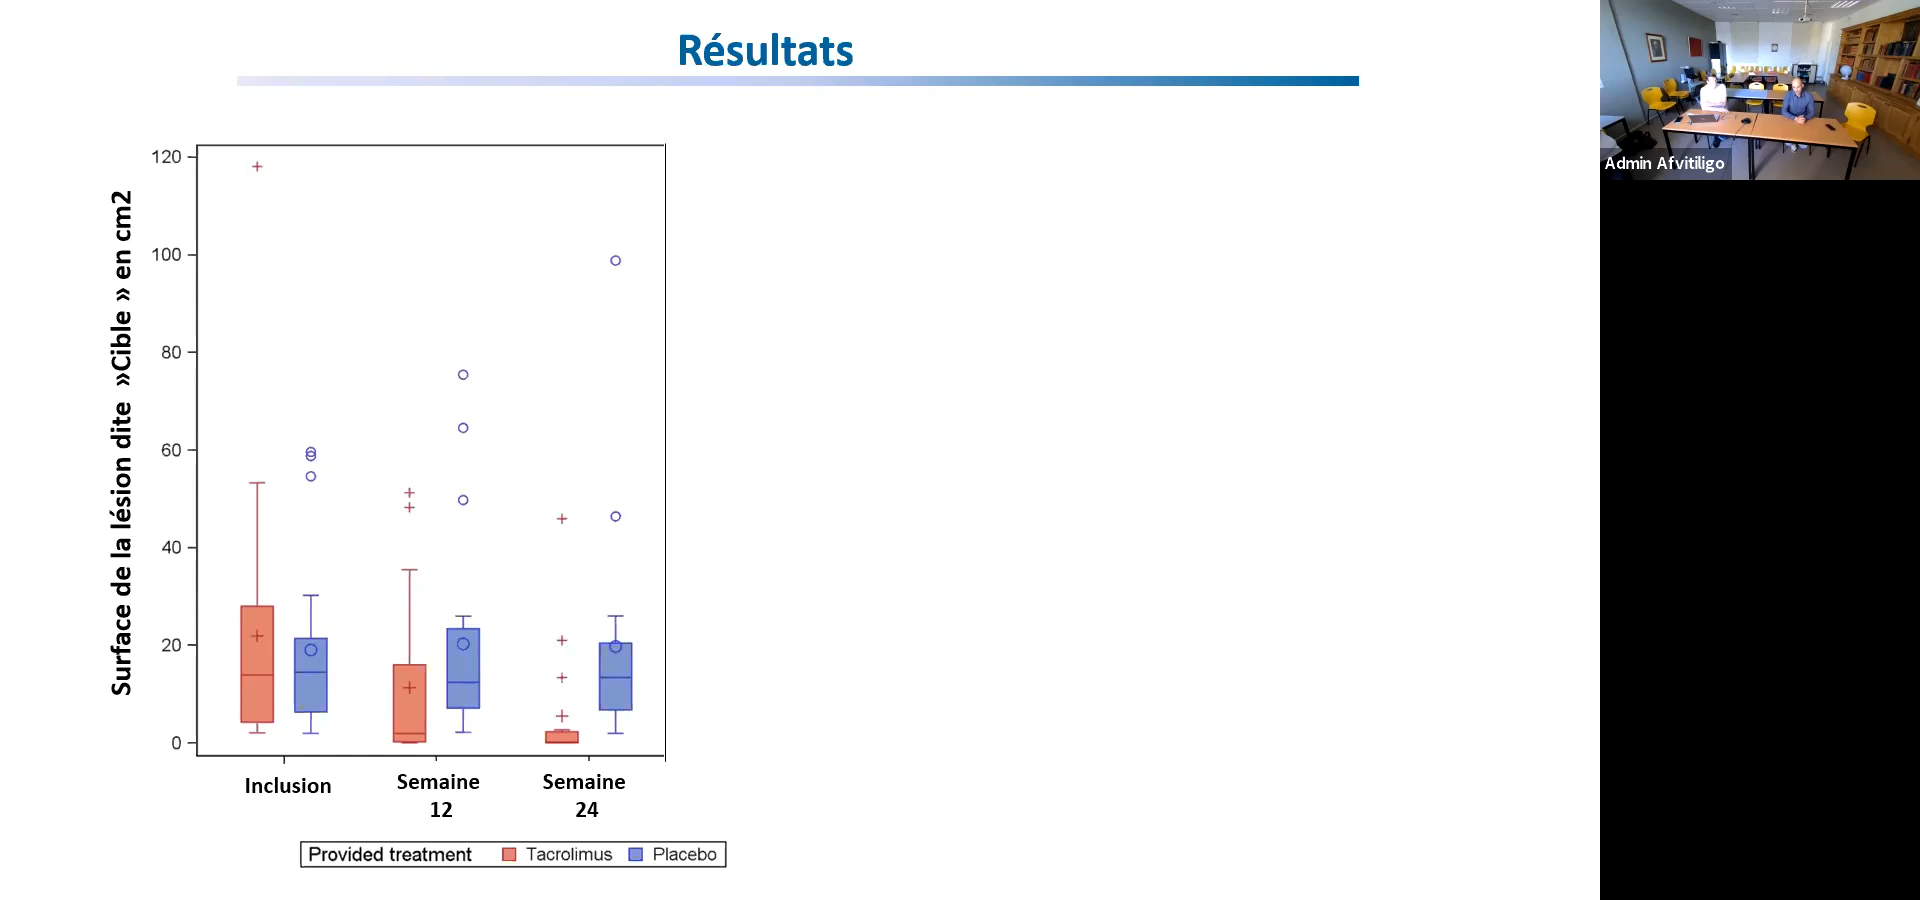 Résultats
Surface de la lésion dite »Cible » en cm2
120
100
80
60
40
20
0
Inclusion
Semaine
12
Semaine
24
Provided treatment Tacrolimus Placebo
Admin Afvitiligo